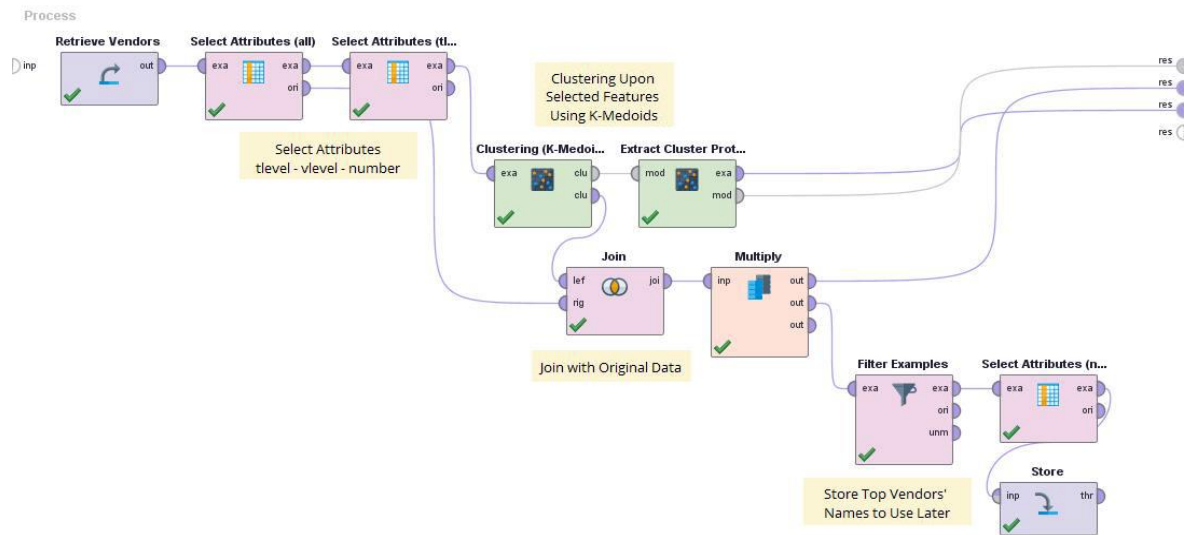 Process
inp
res
res
res
res
Retrieve Vendors
out
Select Attributes (all)
exa
exa
ori
Select Attributes (tl...
exa
exa
ori
Select Attributes
tlevel - vlevel - number
Clustering Upon
Selected Features
Using K-Medoids
Clustering (K-Medoi...
exa
clu
clu
Extract Cluster Prot...
mod
exa
mod
Join
lef
rig
joi
Multiply
inp
out
out
out
Join with Original Data
Filter Examples
exa
exa
ori
unm
Select Attributes (n...
exa
exa
ori
Store Top Vendors'
Names to Use Later
Store
inp
thr